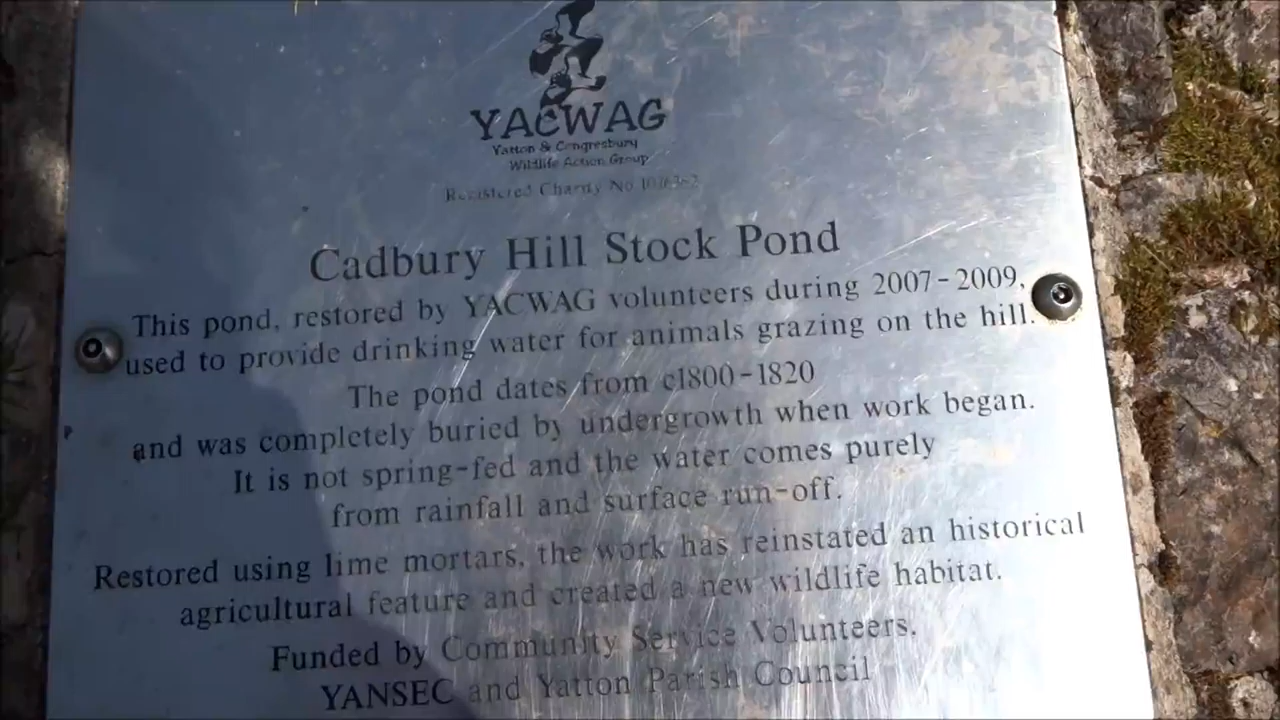 YACWAG
Yatton & Congresbury
Wildlife Action Group
Registered Charity No
Cadbury Hill Stock Pond
This pond, restored by YACWAG volunteers during 2007-2009,
used to provide drinking water for animals grazing on the hill.
The pond dates from c1800-1820
and was completely buried by undergrowth when work began.
It is not spring-fed and the water comes purely
from rainfall and surface run-off.
Restored using lime mortars, the work has reinstated an historical
agricultural feature and created a new wildlife habitat.
Funded by Community Service Volunteers,
YANSEC and Yatton Parish Council